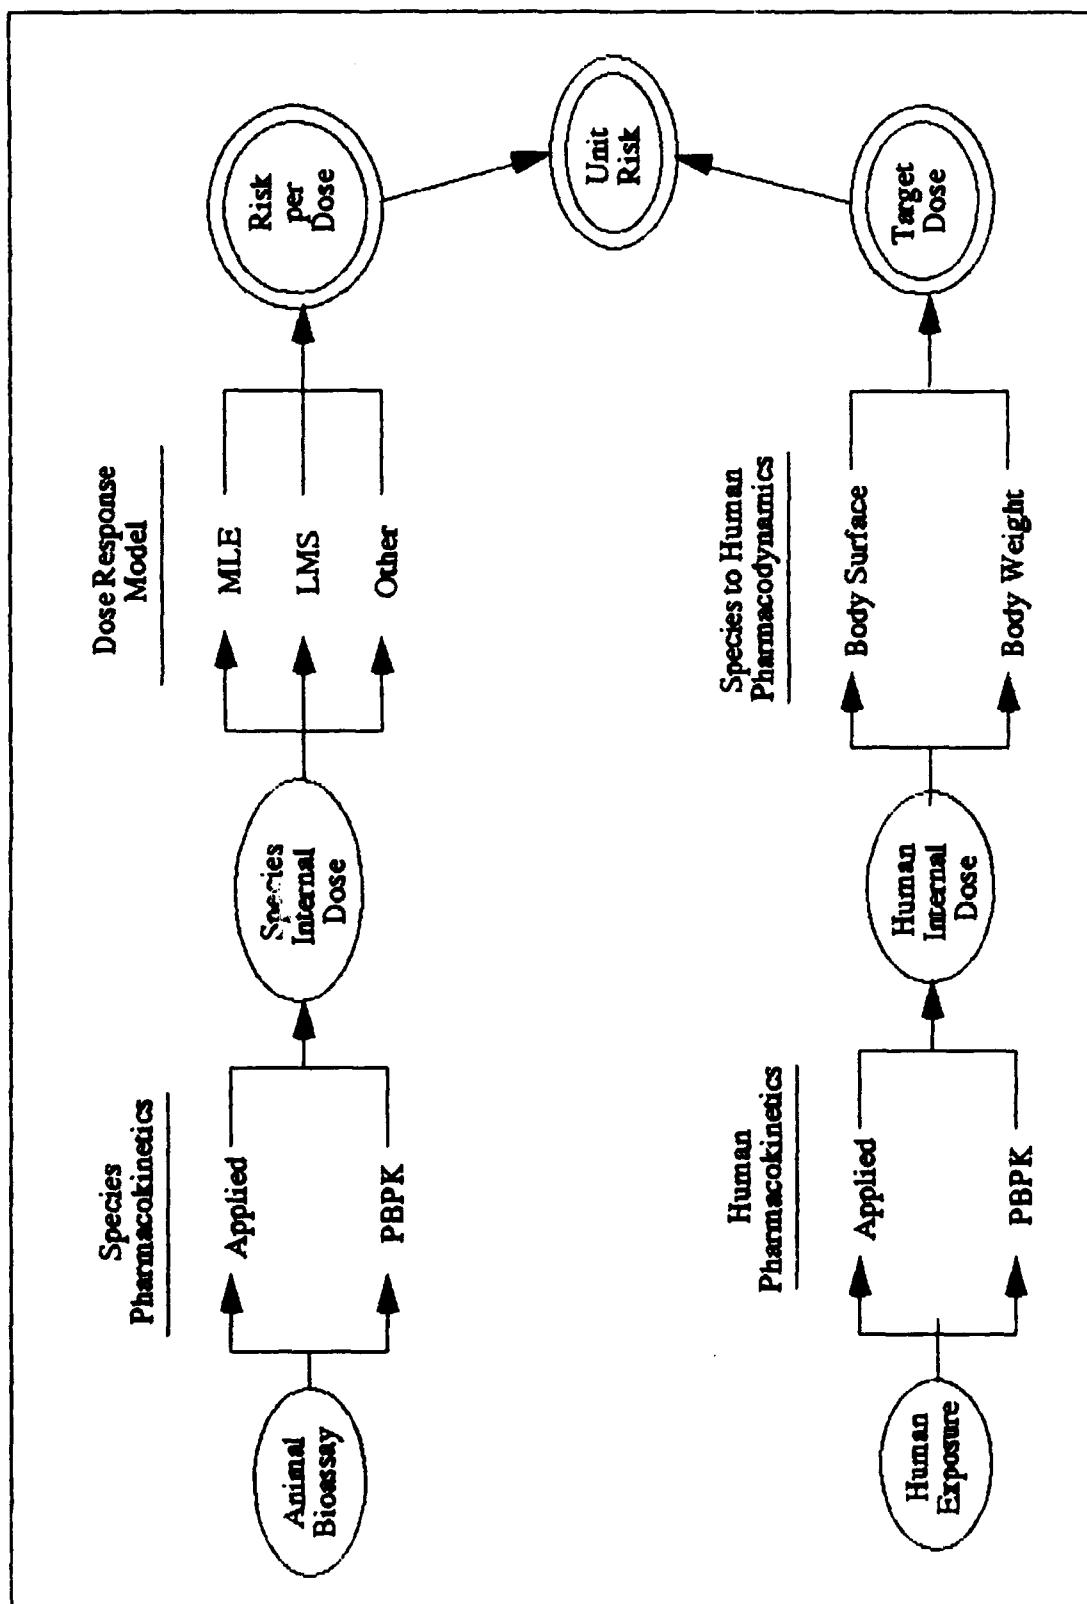 Species
Pharmacokinetics
Dose Response
Model
Animal
Bioassay
Applied
PBPK
Species
Internal
Dose
MLE
LMS
Other
Risk
per
Dose
Unit
Risk
Human
Pharmacokinetics
Species to Human
Pharmacodynamics
Human
Exposure
Applied
PBPK
Human
Internal
Dose
Body Surface
Body Weight
Target
Dose